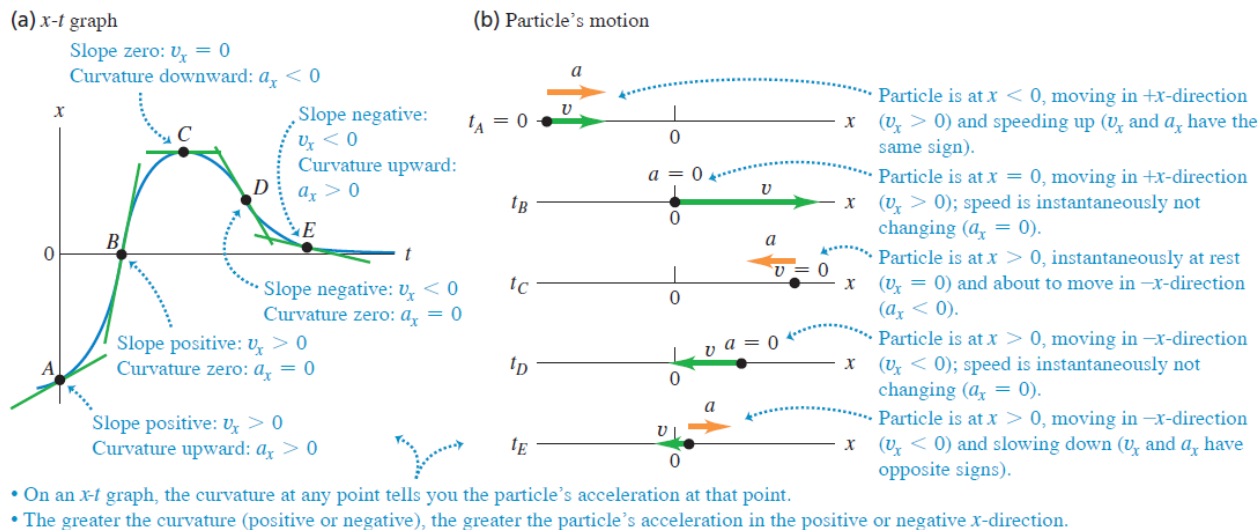 (a) x-t graph
Slope zero: vₓ = 0
Curvature downward: aₓ < 0
x
C
Slope negative:
vₓ < 0
Curvature upward:
aₓ > 0
D
B
E
0
t
Slope negative: vₓ < 0
Curvature zero: aₓ = 0
Slope positive: vₓ > 0
Curvature zero: aₓ = 0
A
Slope positive: vₓ > 0
Curvature upward: aₓ > 0
(b) Particle's motion
a
v
tA = 0
0
x
Particle is at x < 0, moving in +x-direction
(vₓ > 0) and speeding up (vₓ and aₓ have the
same sign).
a = 0
v
tB
0
x
Particle is at x = 0, moving in +x-direction
(vₓ > 0); speed is instantaneously not
changing (aₓ = 0).
a
v = 0
tC
0
x
Particle is at x > 0, instantaneously at rest
(vₓ = 0) and about to move in −x-direction
(aₓ < 0).
v
a = 0
tD
0
x
Particle is at x > 0, moving in −x-direction
(vₓ < 0); speed is instantaneously not
changing (aₓ = 0).
a
v
tE
0
x
Particle is at x > 0, moving in −x-direction
(vₓ < 0) and slowing down (vₓ and aₓ have
opposite signs).
• On an x-t graph, the curvature at any point tells you the particle's acceleration at that point.
• The greater the curvature (positive or negative), the greater the particle's acceleration in the positive or negative x-direction.